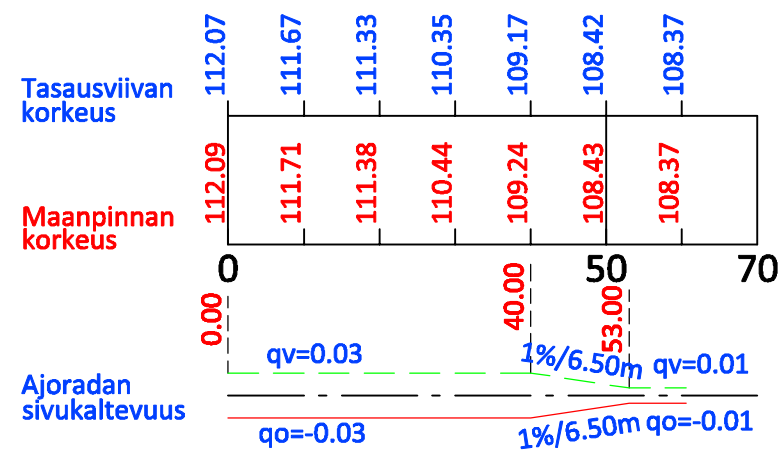 112.07 111.67 111.33 110.35 109.17 108.42 108.37
Tasausviivan
korkeus
112.09 111.71 111.38 110.44 109.24 108.43 108.37
Maanpinnan
korkeus
0 50 70
0.00 40.00 53.00
qv=0.03 1%/6.50m qv=0.01
Ajoradan
sivukaltevuus
qo=-0.03 1%/6.50m qo=-0.01